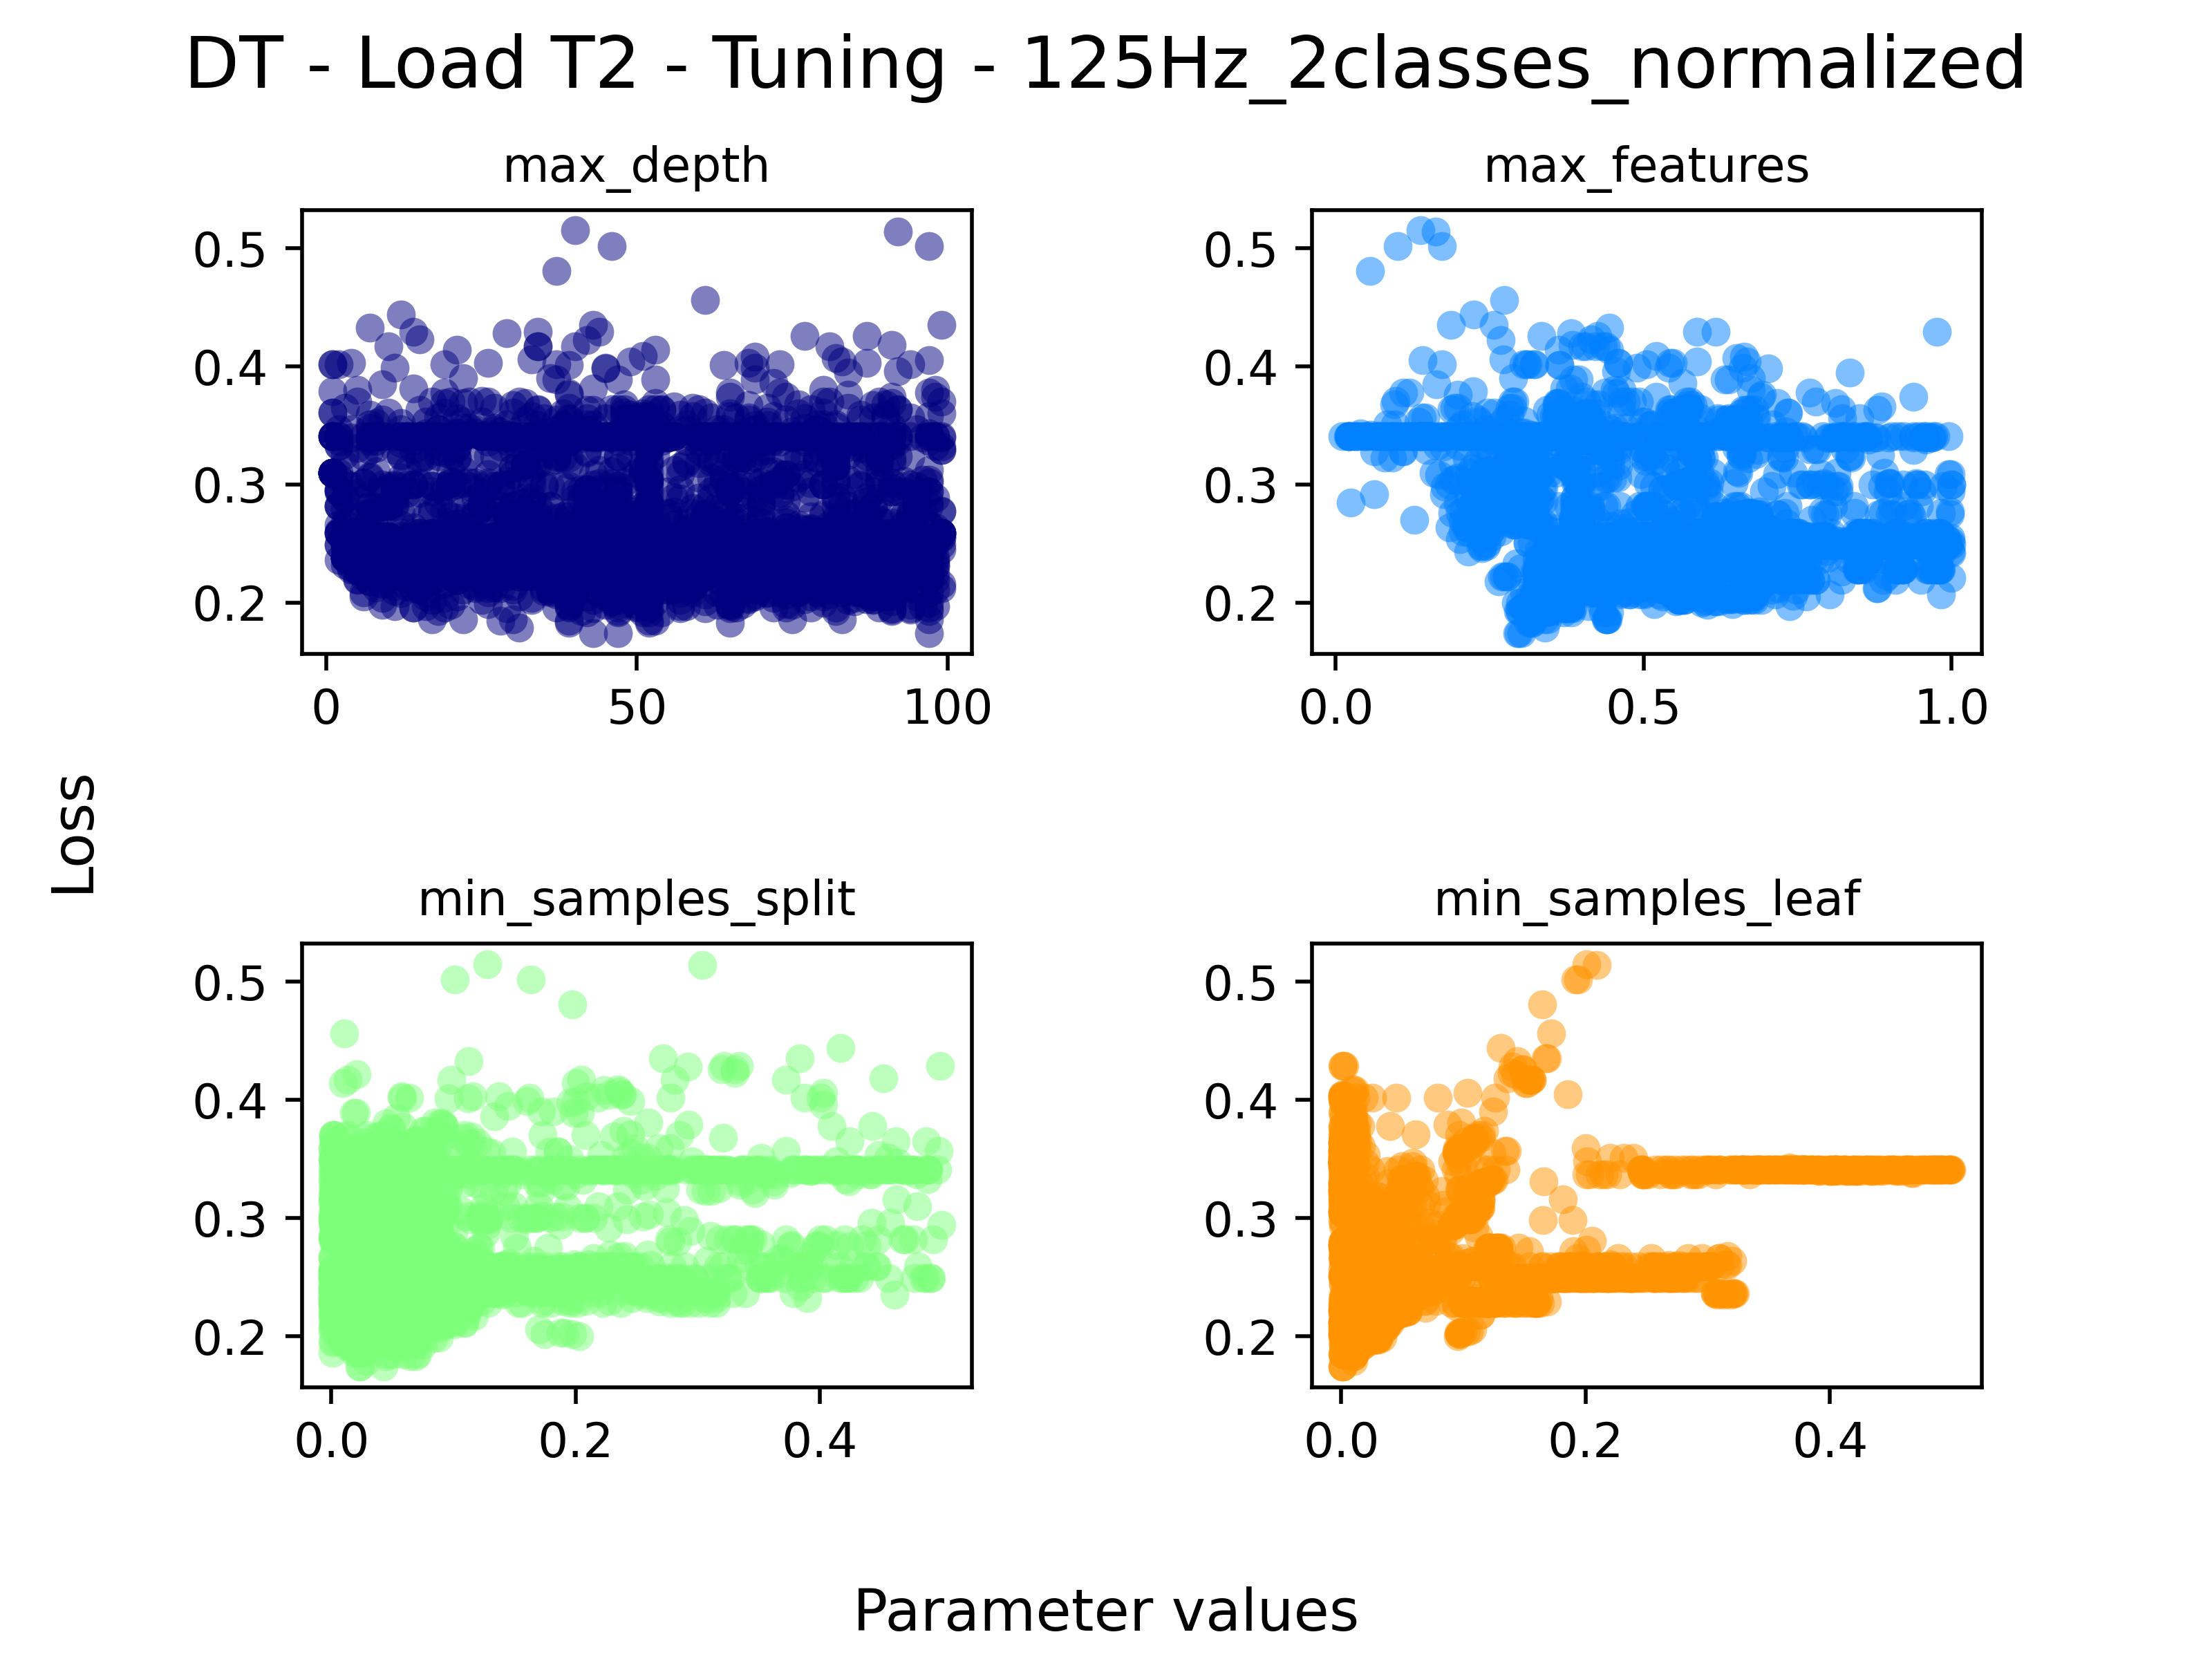 DT - Load T2 - Tuning - 125Hz_2classes_normalized
max_depth
0.5
0.4
0.3
0.2
0 50 100
max_features
0.5
0.4
0.3
0.2
0.0 0.5 1.0
Loss
min_samples_split
0.5
0.4
0.3
0.2
0.0 0.2 0.4
min_samples_leaf
0.5
0.4
0.3
0.2
0.0 0.2 0.4
Parameter values